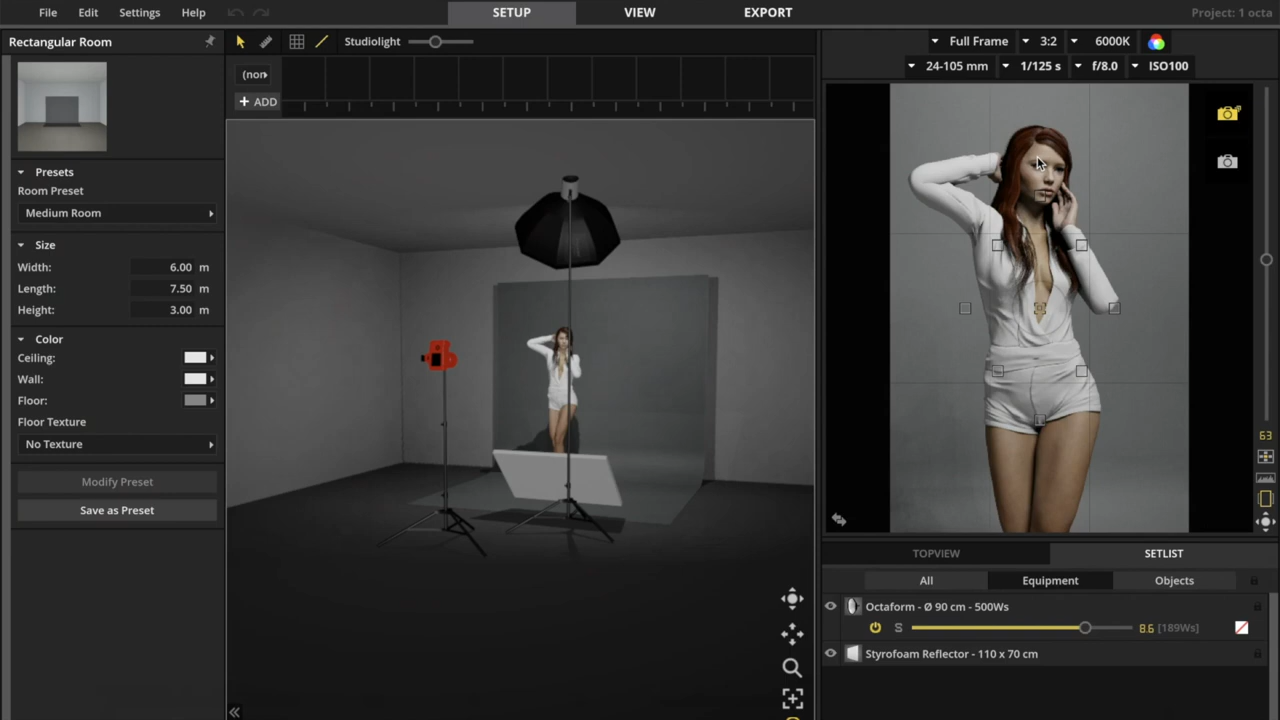 File Edit Settings Help SETUP VIEW EXPORT Project: 1 octa
Rectangular Room
Presets
Room Preset
Medium Room
Size
Width: 6.00 m
Length: 7.50 m
Height: 3.00 m
Color
Ceiling:
Wall:
Floor:
Floor Texture
No Texture
Modify Preset
Save as Preset
Studiolight
(non
+ ADD
Full Frame 3:2 6000K
24-105 mm 1/125 s f/8.0 ISO100
63
TOPVIEW SETLIST
All Equipment Objects
Octaform - Ø 90 cm - 500Ws
S 8.6 [189Ws]
Styrofoam Reflector - 110 x 70 cm